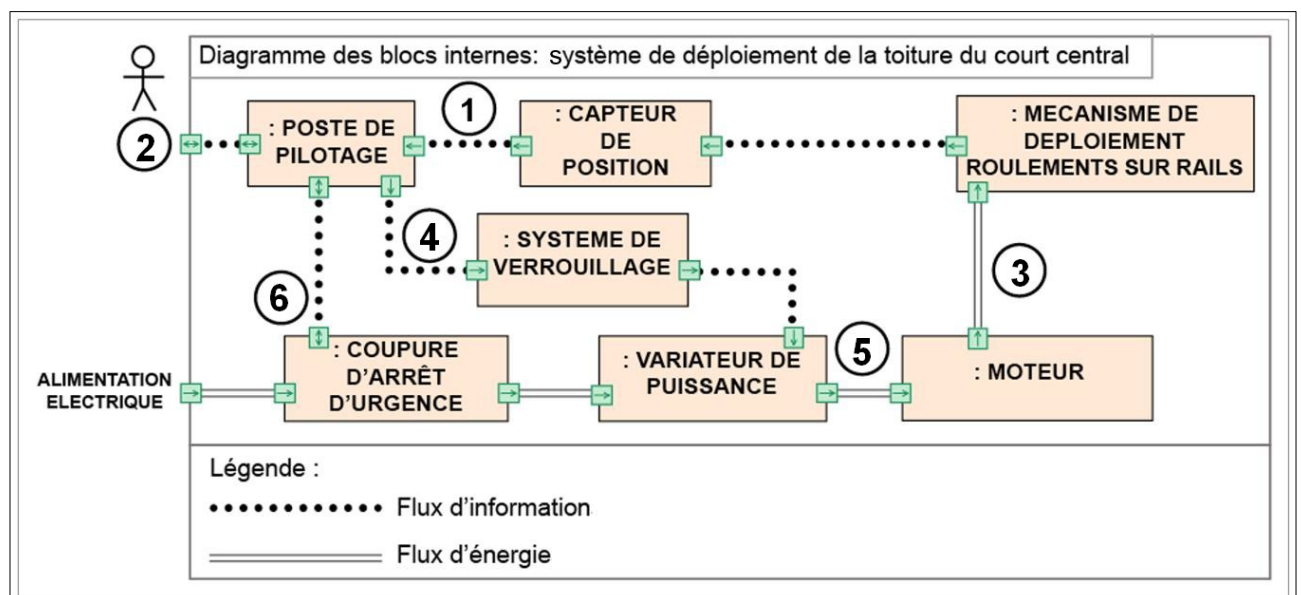 Diagramme des blocs internes: système de déploiement de la toiture du court central
: POSTE DE
PILOTAGE
1
: CAPTEUR
DE
POSITION
: MECANISME DE
DEPLOIEMENT
ROULEMENTS SUR RAILS
2
4
: SYSTEME DE
VERROUILLAGE
3
6
: COUPURE
D'ARRÊT
D'URGENCE
: VARIATEUR DE
PUISSANCE
5
: MOTEUR
ALIMENTATION
ELECTRIQUE
Légende :
Flux d'information
Flux d'énergie